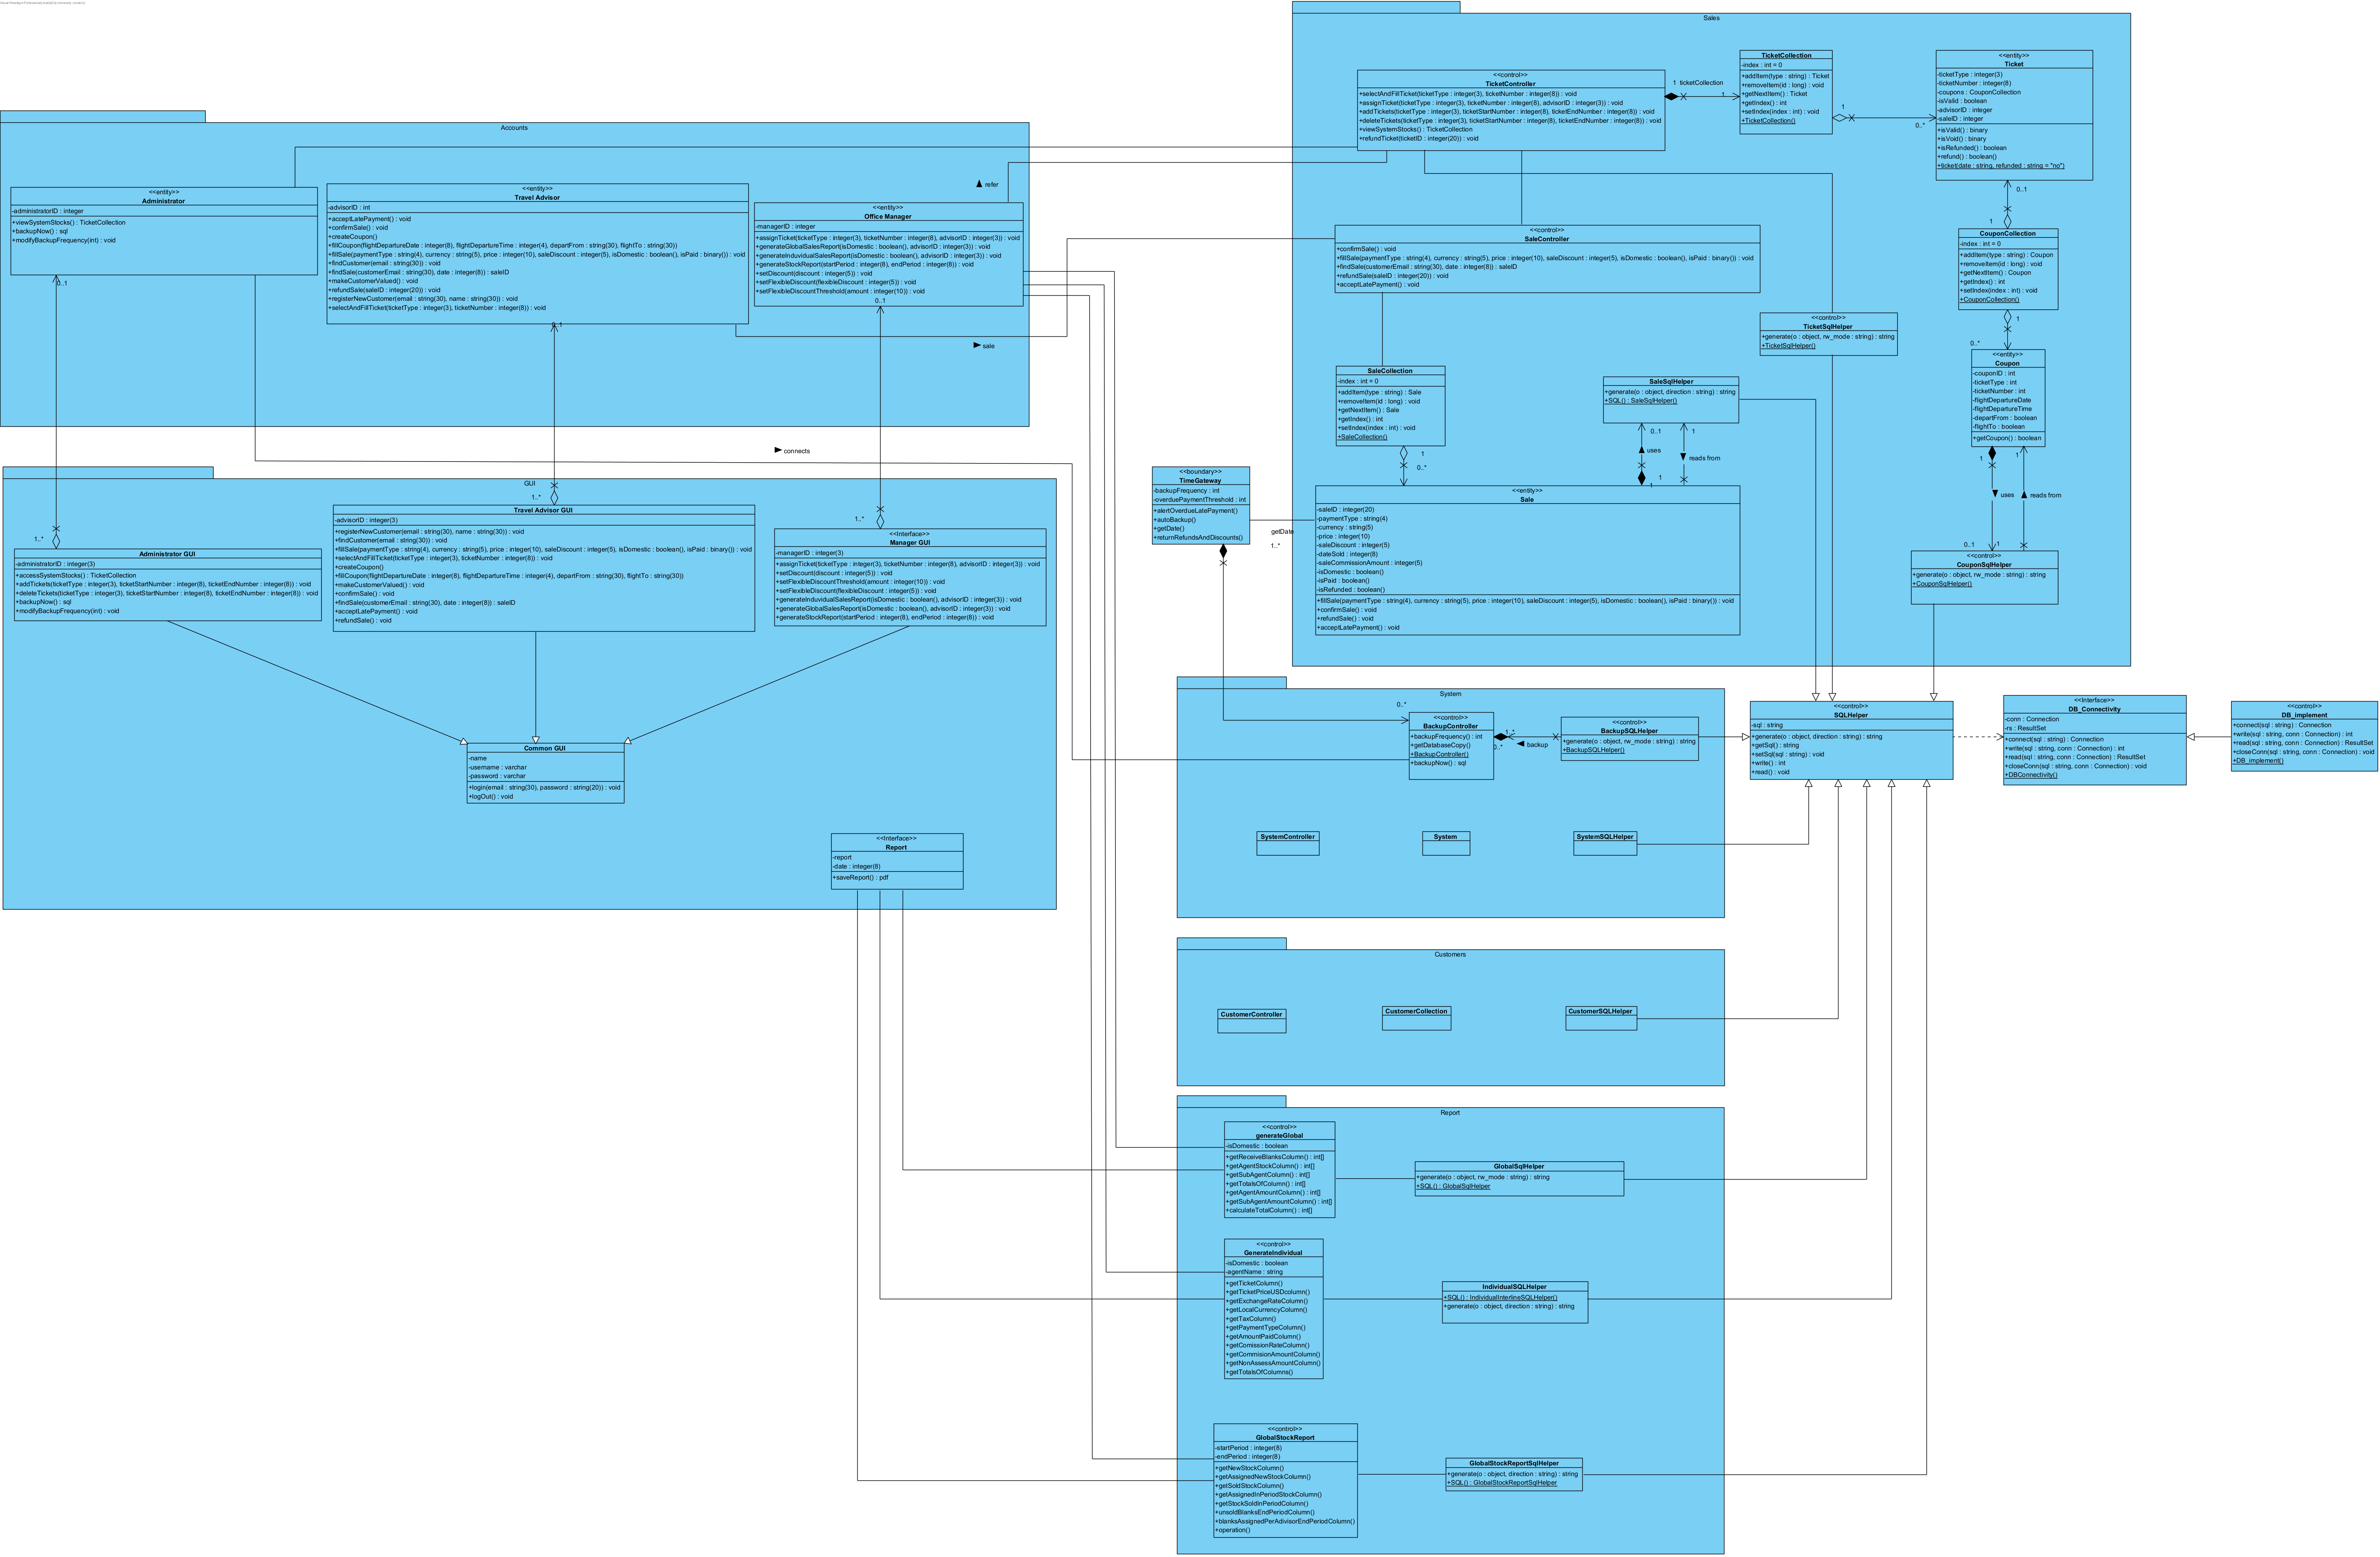 Sales
<<control>>
TicketController
+selectAndFillTicket(ticketType : integer(3), ticketNumber : integer(8)) : void
+assignTicket(ticketType : integer(3), ticketNumber : integer(8), advisorID : integer(3)) : void
+addTickets(ticketType : integer(3), ticketStartNumber : integer(8), ticketEndNumber : integer(8)) : void
+deleteTickets(ticketType : integer(3), ticketStartNumber : integer(8), ticketEndNumber : integer(8)) : void
+viewSystemStocks() : TicketCollection
+refundTicket(ticketID : integer(20)) : void
1 ticketCollection
1
TicketCollection
-index : int = 0
+addItem(type : string) : Ticket
+removeItem(id : long) : void
+getNextItem() : Ticket
+getIndex() : int
+setIndex(index : int) : void
+TicketCollection()
1
0..*
<<entity>>
Ticket
-ticketType : integer(3)
-ticketNumber : integer(8)
-coupons : CouponCollection
-isValid : boolean
-advisorID : integer
-saleID : integer
+isValid() : binary
+isVoid() : binary
+isRefunded() : boolean
+refund() : boolean()
+ticket(date : string, refunded : string = "no")
0..1
1
CouponCollection
-index : int = 0
+addItem(type : string) : Coupon
+removeItem(id : long) : void
+getNextItem() : Coupon
+getIndex() : int
+setIndex(index : int) : void
+CouponCollection()
1
0..*
<<entity>>
Coupon
-couponID : int
-ticketType : int
-ticketNumber : int
-flightDepartureDate
-flightDepartureTime
-departFrom : boolean
-flightTo : boolean
+getCoupon() : boolean
1
1
uses
reads from
0..1
1
<<control>>
CouponSqlHelper
+generate(o : object, rw_mode : string) : string
+CouponSqlHelper()
<<control>>
SaleController
+confirmSale() : void
+fillSale(paymentType : string(4), currency : string(5), price : integer(10), saleDiscount : integer(5), isDomestic : boolean(), isPaid : binary()) : void
+findSale(customerEmail : string(30), date : integer(8)) : saleID
+refundSale(saleID : integer(20)) : void
+acceptLatePayment() : void
<<control>>
TicketSqlHelper
+generate(o : object, rw_mode : string) : string
+TicketSqlHelper()
SaleCollection
-index : int = 0
+addItem(type : string) : Sale
+removeItem(id : long) : void
+getNextItem() : Sale
+getIndex() : int
+setIndex(index : int) : void
+SaleCollection()
1
0..*
SaleSqlHelper
+generate(o : object, direction : string) : string
+SQL() : SaleSqlHelper()
0..1
1
uses
reads from
1
1
<<entity>>
Sale
-saleID : integer(20)
-paymentType : string(4)
-currency : string(5)
-price : integer(10)
-saleDiscount : integer(5)
-dateSold : integer(8)
-saleCommissionAmount : integer(5)
-isDomestic : boolean()
-isPaid : boolean()
-isRefunded : boolean()
+fillSale(paymentType : string(4), currency : string(5), price : integer(10), saleDiscount : integer(5), isDomestic : boolean(), isPaid : binary()) : void
+confirmSale() : void
+refundSale() : void
+acceptLatePayment() : void
Accounts
<<entity>>
Administrator
-administratorID : integer
+viewSystemStocks() : TicketCollection
+backupNow() : sql
+modifyBackupFrequency(int) : void
0..1
<<entity>>
Travel Advisor
-advisorID : int
+acceptLatePayment() : void
+confirmSale() : void
+createCoupon()
+fillCoupon(flightDepartureDate : integer(8), flightDepartureTime : integer(4), departFrom : string(30), flightTo : string(30))
+fillSale(paymentType : string(4), currency : string(5), price : integer(10), saleDiscount : integer(5), isDomestic : boolean(), isPaid : binary()) : void
+findCustomer(email : string(30)) : void
+findSale(customerEmail : string(30), date : integer(8)) : saleID
+makeCustomerValued() : void
+refundSale(saleID : integer(20)) : void
+registerNewCustomer(email : string(30), name : string(30)) : void
+selectAndFillTicket(ticketType : integer(3), ticketNumber : integer(8)) : void
0..1
refer
<<entity>>
Office Manager
-managerID : integer
+assignTicket(ticketType : integer(3), ticketNumber : integer(8), advisorID : integer(3)) : void
+generateGlobalSalesReport(isDomestic : boolean(), advisorID : integer(3)) : void
+generateInduvidualSalesReport(isDomestic : boolean(), advisorID : integer(3)) : void
+generateStockReport(startPeriod : integer(8), endPeriod : integer(8)) : void
+setDiscount(discount : integer(5)) : void
+setFlexibleDiscount(flexibleDiscount : integer(5)) : void
+setFlexibleDiscountThreshold(amount : integer(10)) : void
0..1
sale
connects
GUI
1..*
Administrator GUI
-administratorID : integer(3)
+accessSystemStocks() : TicketCollection
+addTickets(ticketType : integer(3), ticketStartNumber : integer(8), ticketEndNumber : integer(8)) : void
+deleteTickets(ticketType : integer(3), ticketStartNumber : integer(8), ticketEndNumber : integer(8)) : void
+backupNow() : sql
+modifyBackupFrequency(int) : void
1..*
Travel Advisor GUI
-advisorID : integer(3)
+registerNewCustomer(email : string(30), name : string(30)) : void
+findCustomer(email : string(30)) : void
+fillSale(paymentType : string(4), currency : string(5), price : integer(10), saleDiscount : integer(5), isDomestic : boolean(), isPaid : binary()) : void
+selectAndFillTicket(ticketType : integer(3), ticketNumber : integer(8)) : void
+createCoupon()
+fillCoupon(flightDepartureDate : integer(8), flightDepartureTime : integer(4), departFrom : string(30), flightTo : string(30))
+makeCustomerValued() : void
+confirmSale() : void
+findSale(customerEmail : string(30), date : integer(8)) : saleID
+acceptLatePayment() : void
+refundSale() : void
1..*
<<Interface>>
Manager GUI
-managerID : integer(3)
+assignTicket(ticketType : integer(3), ticketNumber : integer(8), advisorID : integer(3)) : void
+setDiscount(discount : integer(5)) : void
+setFlexibleDiscountThreshold(amount : integer(10)) : void
+setFlexibleDiscount(flexibleDiscount : integer(5)) : void
+generateInduvidualSalesReport(isDomestic : boolean(), advisorID : integer(3)) : void
+generateGlobalSalesReport(isDomestic : boolean(), advisorID : integer(3)) : void
+generateStockReport(startPeriod : integer(8), endPeriod : integer(8)) : void
Common GUI
-name
-username : varchar
-password : varchar
+login(email : string(30), password : string(20)) : void
+logOut() : void
<<Interface>>
Report
-report
-date : integer(8)
+saveReport() : pdf
<<boundary>>
TimeGateway
-backupFrequency : int
-overduePaymentThreshold : int
+alertOverdueLatePayment()
+autoBackup()
+getDate()
+returnRefundsAndDiscounts()
getDate
1..*
System
0..*
<<control>>
BackupController
+backupFrequency() : int
+getDatabaseCopy()
+BackupController()
+backupNow() : sql
1..*
0..*
backup
<<control>>
BackupSQLHelper
+generate(o : object, rw_mode : string) : string
+BackupSQLHelper()
SystemController
System
SystemSQLHelper
<<control>>
SQLHelper
-sql : string
+generate(o : object, direction : string) : string
+getSql() : string
+setSql(sql : string) : void
+write() : int
+read() : void
<<Interface>>
DB_Connectivity
-conn : Connection
-rs : ResultSet
+connect(sql : string) : Connection
+write(sql : string, conn : Connection) : int
+read(sql : string, conn : Connection) : ResultSet
+closeConn(sql : string, conn : Connection) : void
+DBConnectivity()
<<control>>
DB_implement
+connect(sql : string) : Connection
+write(sql : string, conn : Connection) : int
+read(sql : string, conn : Connection) : ResultSet
+closeConn(sql : string, conn : Connection) : void
+DB_implement()
Customers
CustomerController
CustomerCollection
CustomerSQLHelper
Report
<<control>>
generateGlobal
-isDomestic : boolean
+getReceiveBlanksColumn() : int[]
+getAgentStockColumn() : int[]
+getSubAgentColumn() : int[]
+getTotalsOfColumn() : int[]
+getAgentAmountColumn() : int[]
+getSubAgentAmountColumn() : int[]
+calculateTotalColumn() : int[]
GlobalSqlHelper
+generate(o : object, rw_mode : string) : string
+SQL() : GlobalSqlHelper
<<control>>
GenerateIndividual
-isDomestic : boolean
-agentName : string
+getTicketColumn()
+getTicketPriceUSDcolumn()
+getExchangeRateColumn()
+getLocalCurrencyColumn()
+getTaxColumn()
+getPaymentTypeColumn()
+getAmountPaidColumn()
+getComissionRateColumn()
+getCommisionAmountColumn()
+getNonAssessAmountColumn()
+getTotalsOfColumns()
IndividualSQLHelper
+SQL() : IndividualInterlineSQLHelper()
+generate(o : object, direction : string) : string
<<control>>
GlobalStockReport
-startPeriod : integer(8)
-endPeriod : integer(8)
+getNewStockColumn()
+getAssignedNewStockColumn()
+getSoldStockColumn()
+getAssignedInPeriodStockColumn()
+getStockSoldInPeriodColumn()
+unsoldBlanksEndPeriodColumn()
+blanksAssignedPerAdivisorEndPeriodColumn()
+operation()
GlobalStockReportSqlHelper
+generate(o : object, direction : string) : string
+SQL() : GlobalStockReportSqlHelper